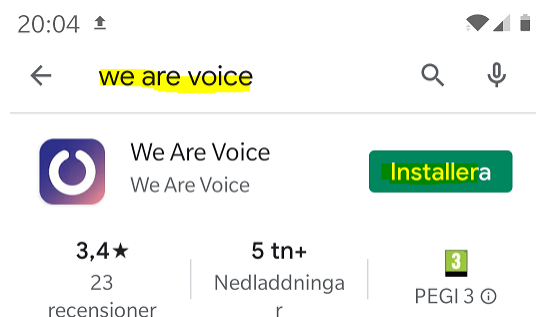 20:04
we are voice
We Are Voice
We Are Voice
Installera
3,4★
23
recensioner
5 tn+
Nedladdninga
r
3
PEGI 3